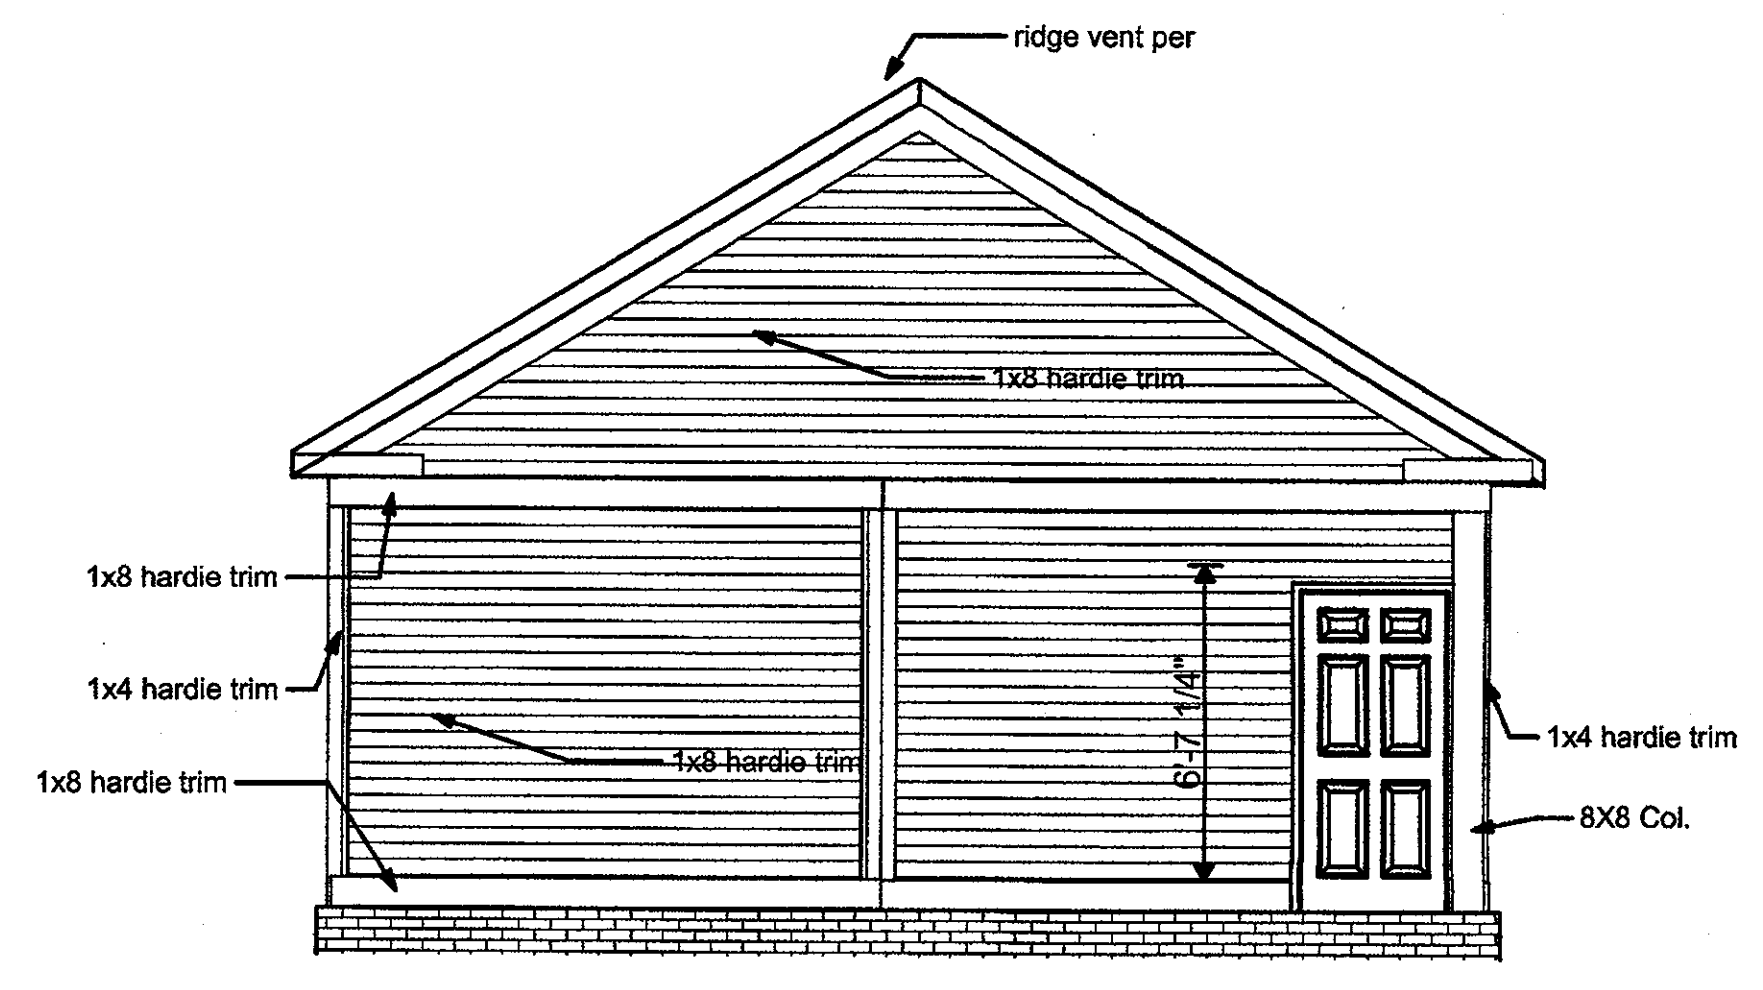 ridge vent per
1x8 hardie trim
1x8 hardie trim
1x4 hardie trim
6'-7 1/4"
1x4 hardie trim
1x8 hardie trim
1x8 hardie trim
8X8 Col.